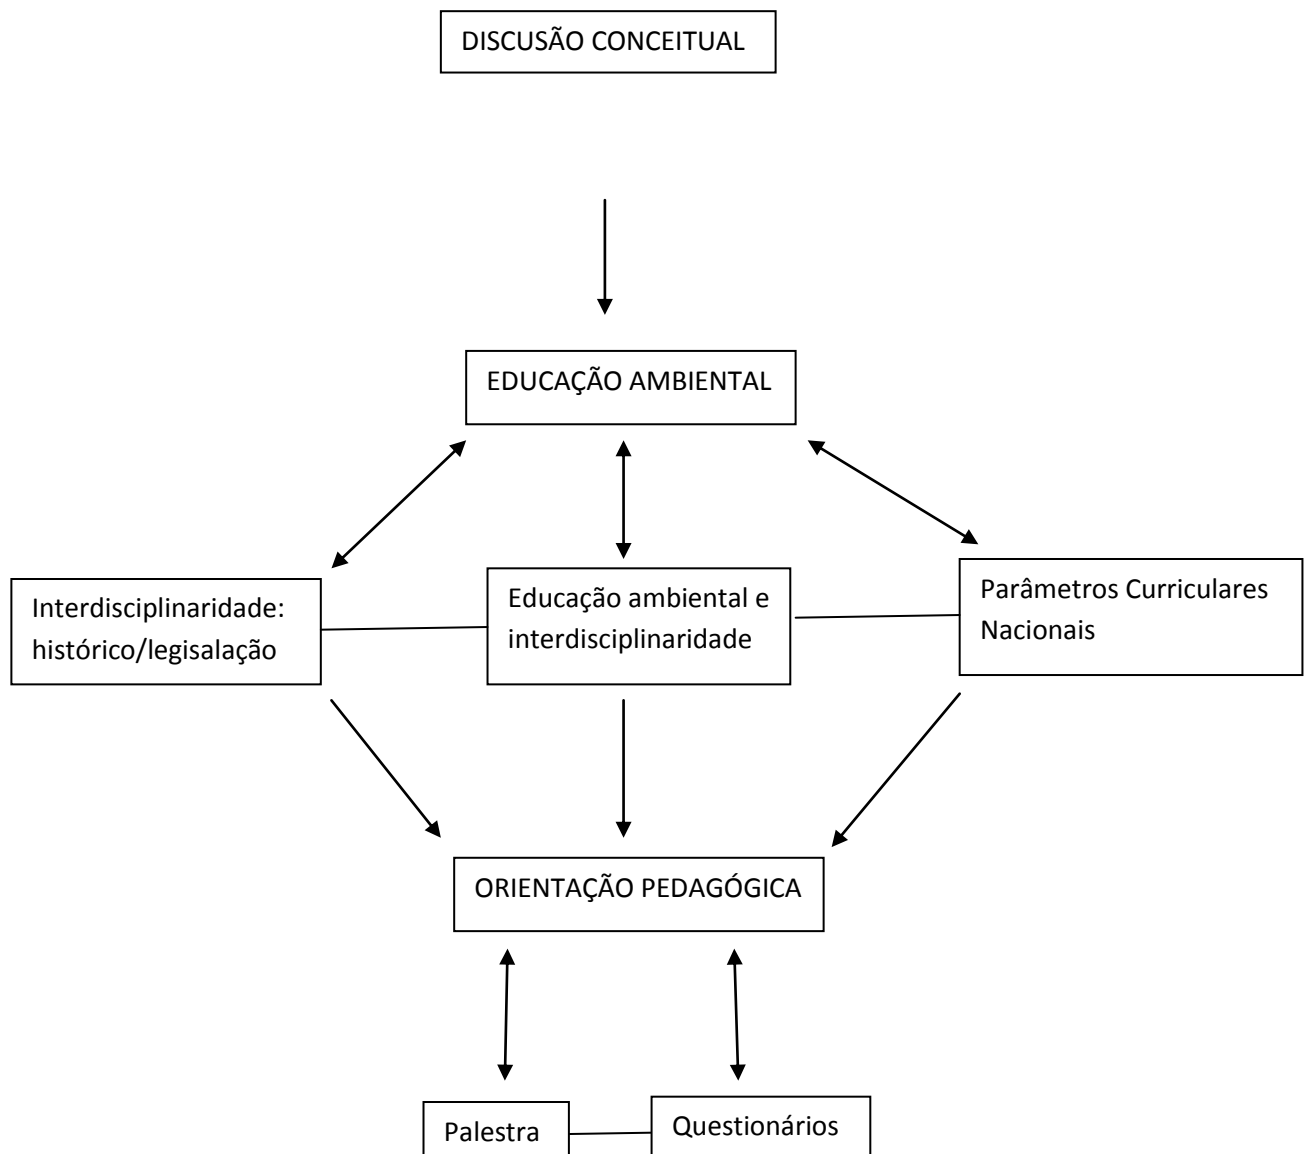 DISCUSÃO CONCEITUAL
EDUCAÇÃO AMBIENTAL
Interdisciplinaridade:
histórico/legisalação
Educação ambiental e
interdisciplinaridade
Parâmetros Curriculares
Nacionais
ORIENTAÇÃO PEDAGÓGICA
Palestra
Questionários